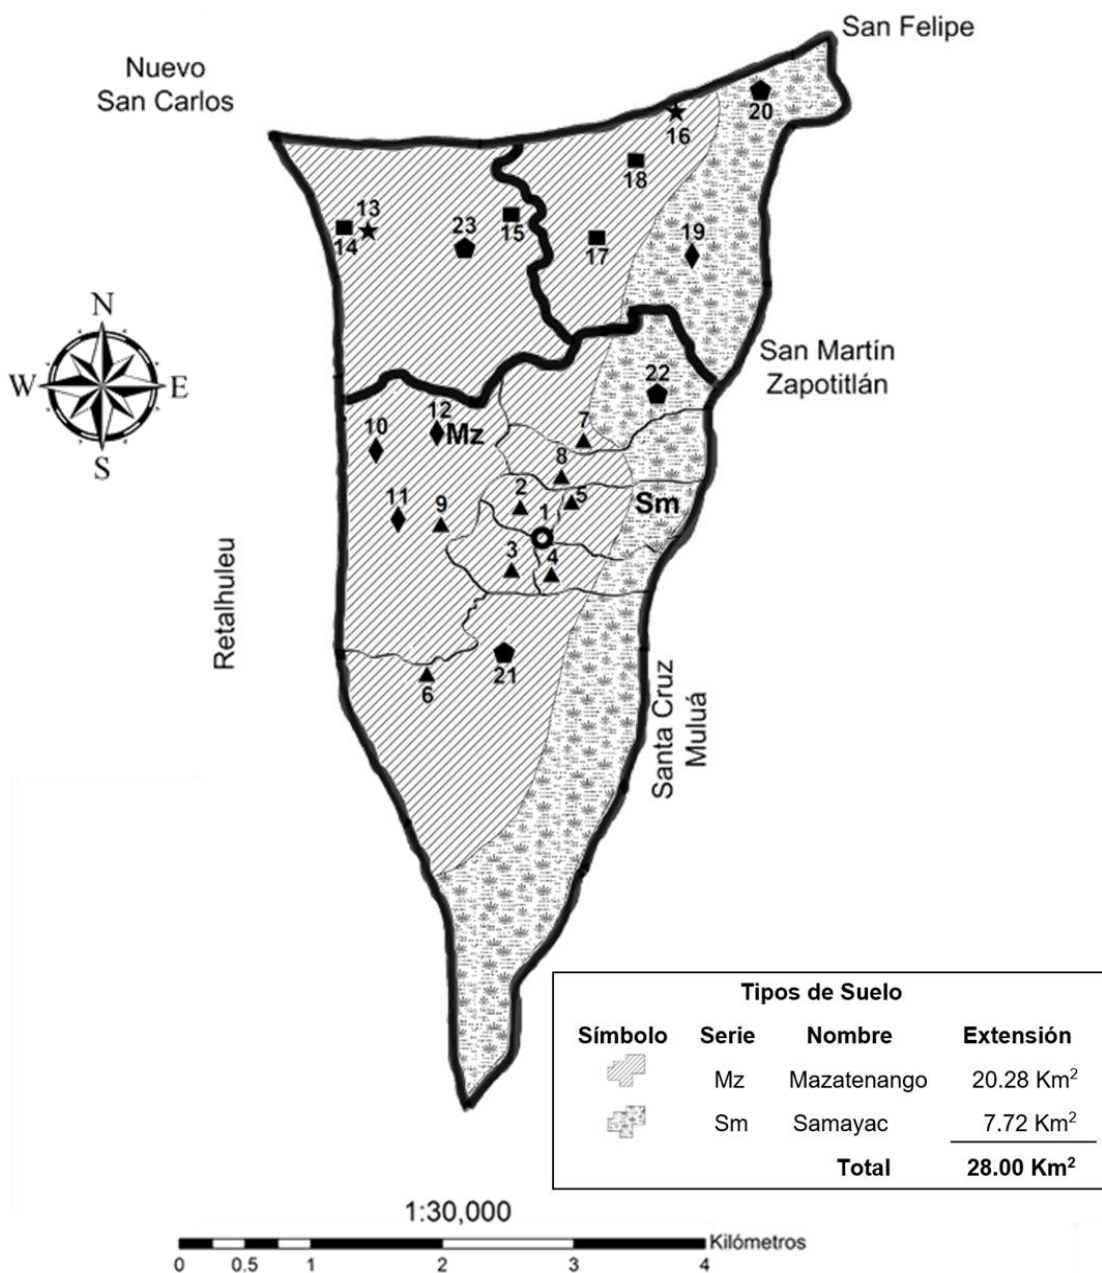 San Felipe
Nuevo
San Carlos
20
16
18
13
14
23
15
17
19
N
W E
S
San Martín
Zapotitlán
22
12
Mz
10
7
8
2
5
1
Sm
11
9
3
4
Retalhuleu
21
6
Santa Cruz
Muluá
Tipos de Suelo
Símbolo Serie Nombre Extensión
Mz Mazatenango 20.28 Km²
Sm Samayac 7.72 Km²
Total 28.00 Km²
1:30,000
Kilómetros
0 0.5 1 2 3 4